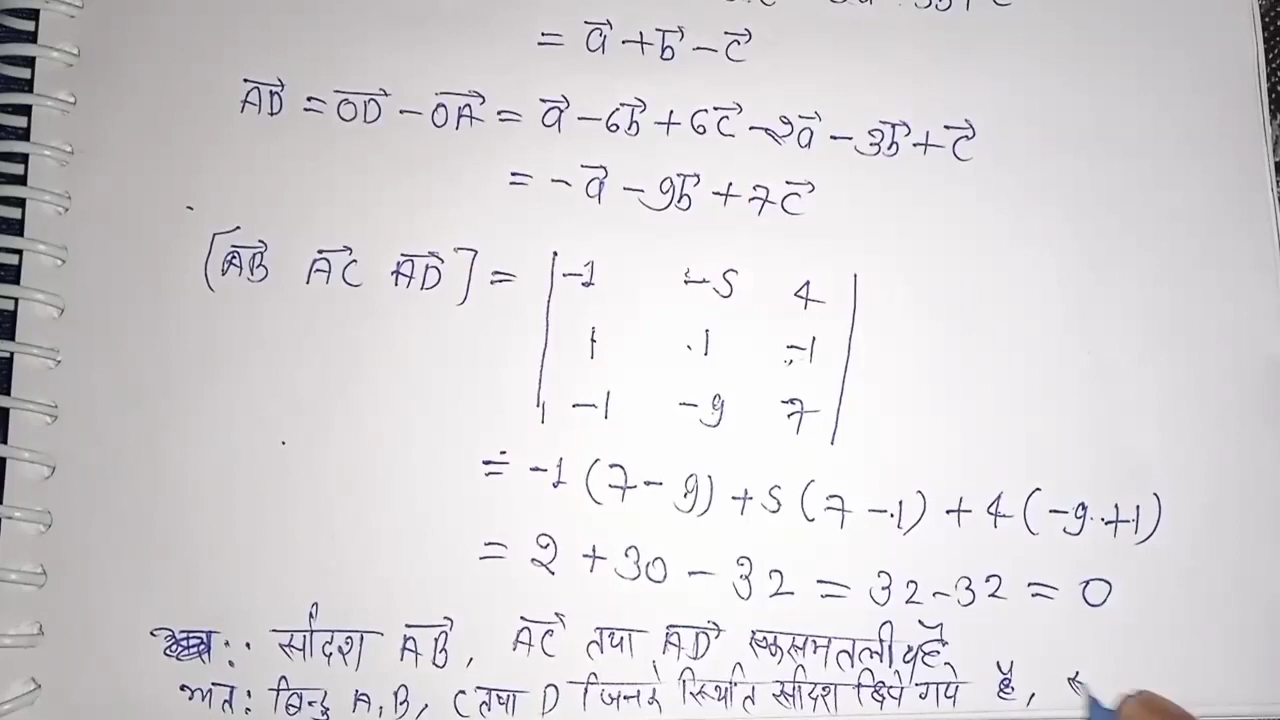 = a⃗ + b⃗ − c⃗
AD⃗ = OD⃗ − OA⃗ = a⃗ − 6b⃗ + 6c⃗ − 2a⃗ − 3b⃗ + c⃗
= − a⃗ − 9b⃗ + 7c⃗
[AB⃗ AC⃗ AD⃗] = | −1 −5 4 |
| 1 1 −1 |
| −1 −9 7 |
= −1 (7 − 9) + 5 (7 − 1) + 4 (−9 + 1)
= 2 + 30 − 32 = 32 − 32 = 0
∵ सदिश AB⃗, AC⃗ तथा AD⃗ एकसमतलीय है
अतः बिन्दु A, B, C तथा D जिनके स्थिति सदिश दिये गये हैं,